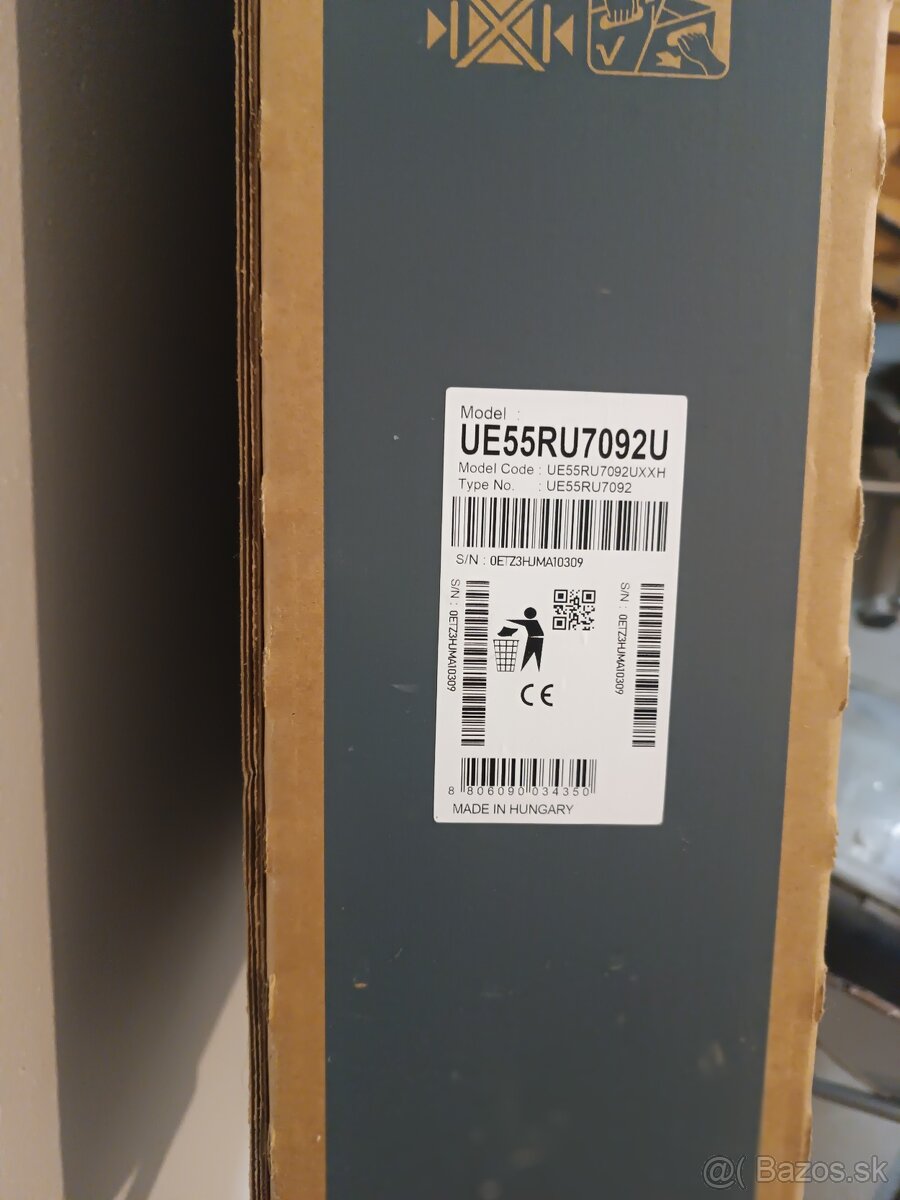 Model :
UE55RU7092U
Model Code : UE55RU7092UXXH
Type No. : UE55RU7092
S/N : 0ETZ3HJMA10309
S/N : 0ETZ3HJMA10309
S/N : 0ETZ3HJMA10309
CE
8 806090 034350
MADE IN HUNGARY
@( Bazos.sk